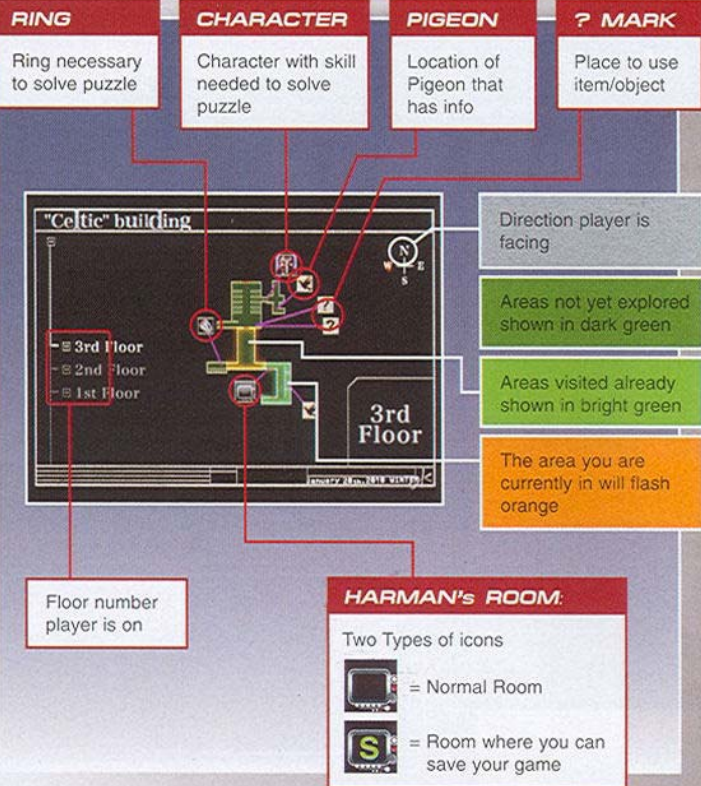 RING
Ring necessary
to solve puzzle
CHARACTER
Character with skill
needed to solve
puzzle
PIGEON
Location of
Pigeon that
has info
? MARK
Place to use
item/object
"Celtic" building
N
W E
S
? 
?
3rd Floor
2nd Floor
1st Floor
3rd
Floor
January 20th, 2010 WINTER
Direction player is
facing
Areas not yet explored
shown in dark green
Areas visited already
shown in bright green
The area you are
currently in will flash
orange
Floor number
player is on
HARMAN's ROOM:
Two Types of icons
= Normal Room
S
= Room where you can
save your game